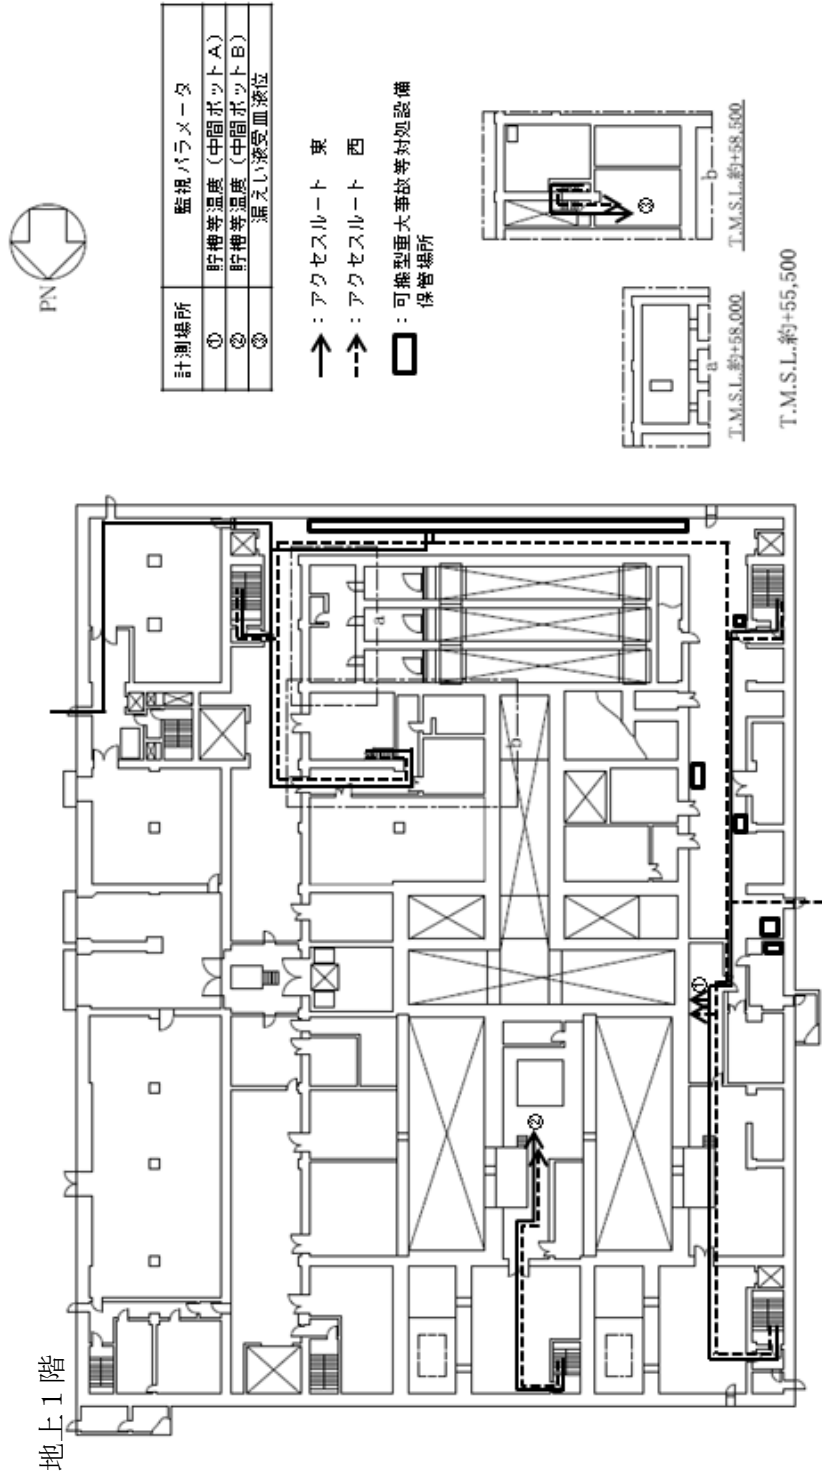 地上1階
PN
計測場所 監視パラメータ
① 貯槽等温度（中間ポットA）
② 貯槽等温度（中間ポットB）
③ 漏えい液受皿液位
：アクセスルート 東
：アクセスルート 西
：可搬型重大事故等対処設備
保管場所
a
b
①
②
a
T.M.S.L.約+58,000
③
b
T.M.S.L.約+58,500
T.M.S.L.約+55,500